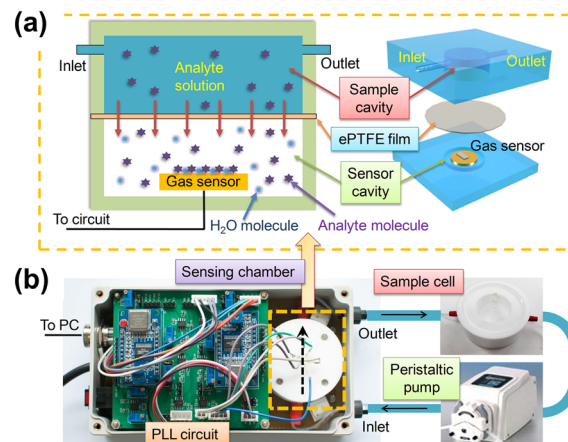 (a)
Inlet
Analyte
solution
Outlet
Sample
cavity
ePTFE film
Sensor
cavity
Gas sensor
To circuit
H₂O molecule
Analyte molecule
Inlet
Outlet
Gas sensor
(b)
Sensing chamber
Sample cell
To PC
Outlet
Peristaltic
pump
Inlet
PLL circuit